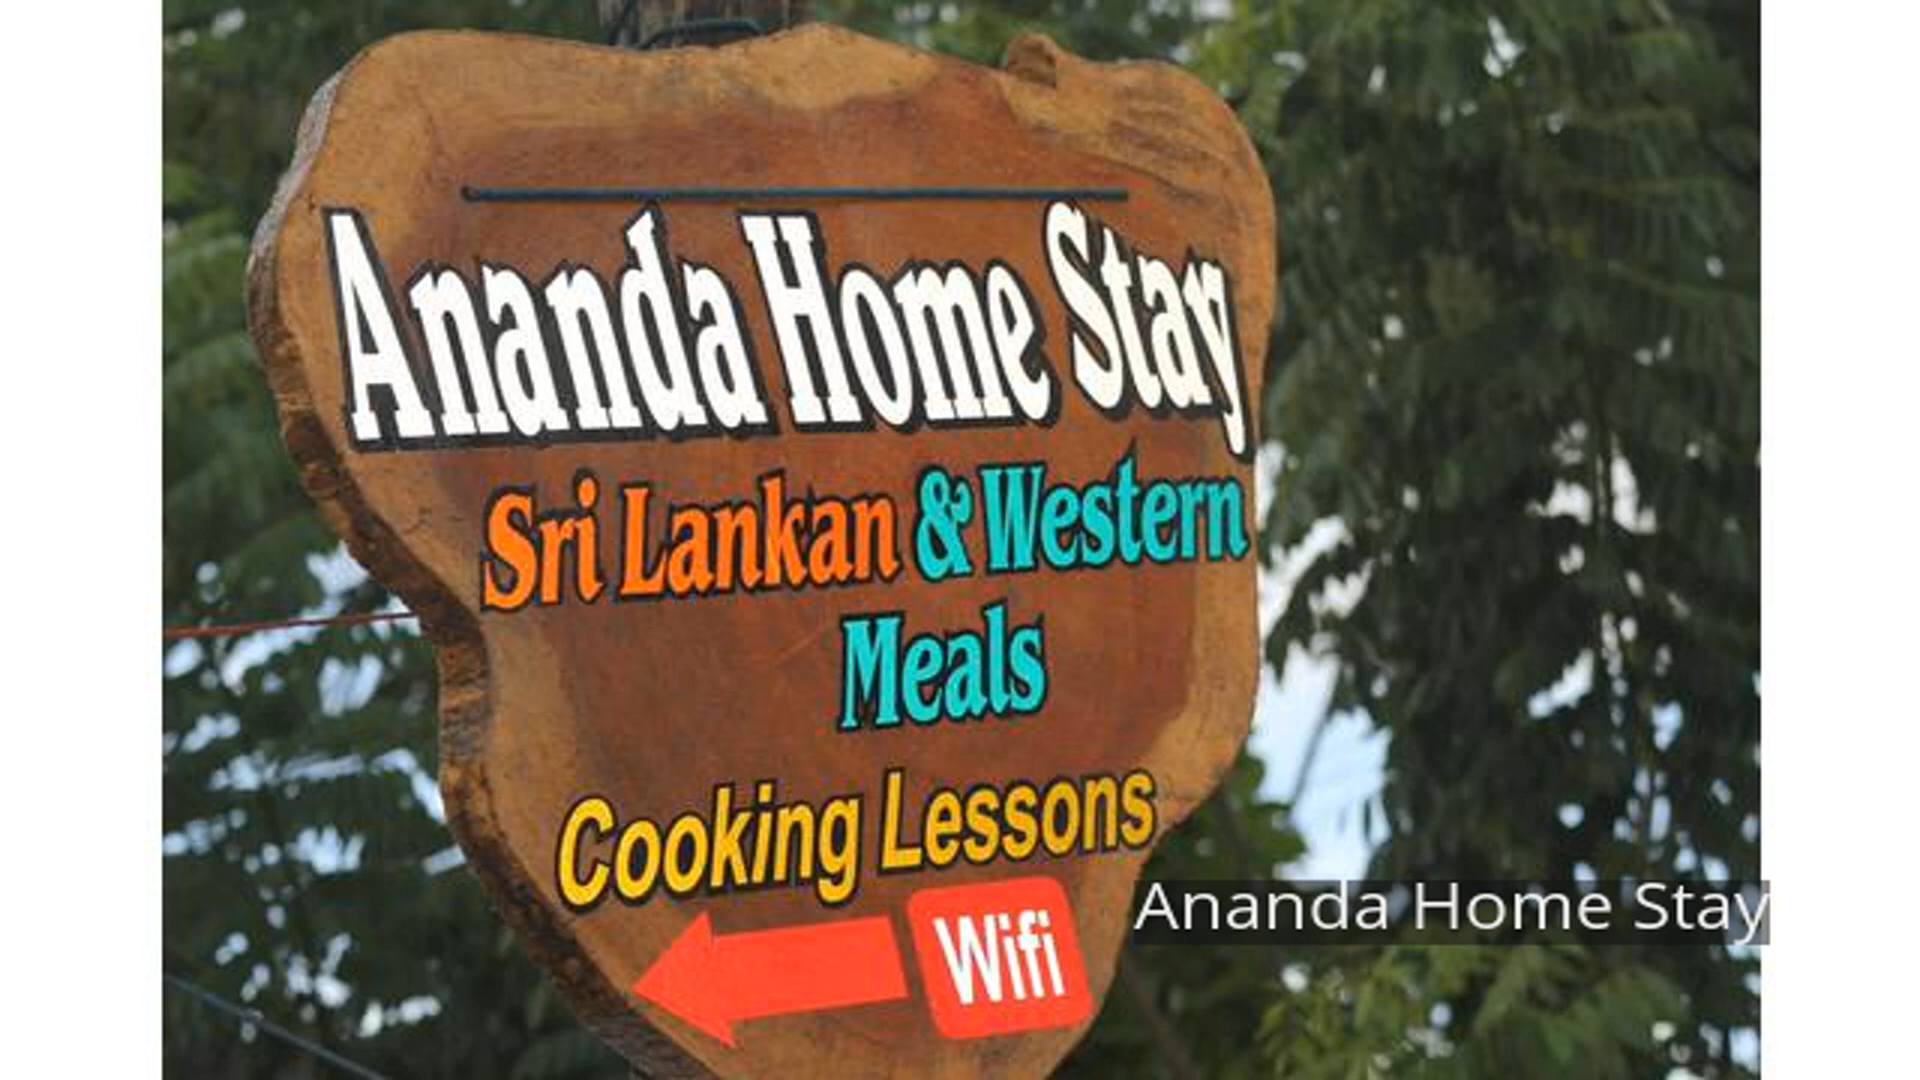 Ananda Home Stay
Sri Lankan & Western
Meals
Cooking Lessons
Wifi
Ananda Home Stay